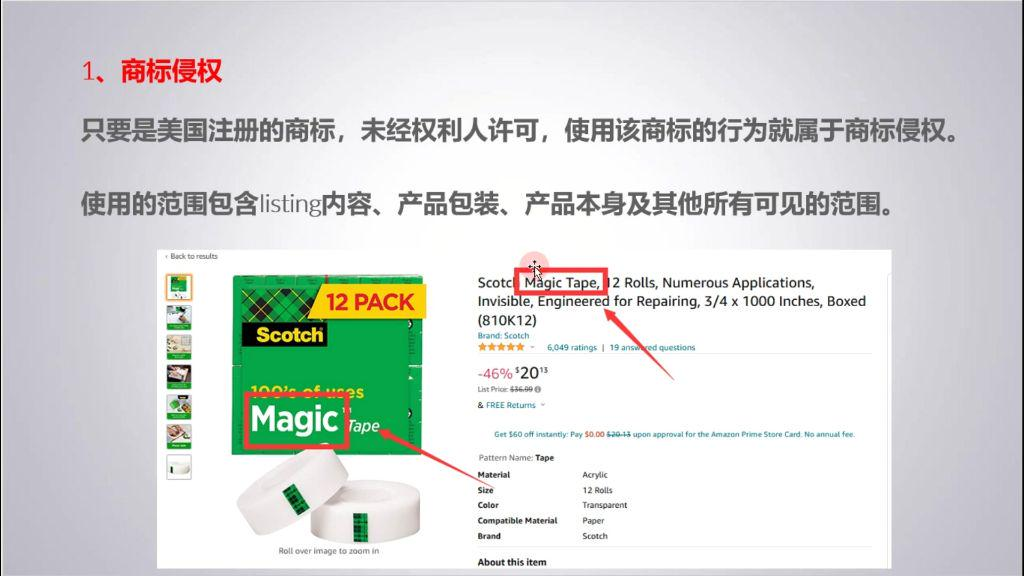 1、商标侵权
只要是美国注册的商标，未经权利人许可，使用该商标的行为就属于商标侵权。
使用的范围包含listing内容、产品包装、产品本身及其他所有可见的范围。
‹ Back to results
12 PACK
Scotch
100's of uses
Magic™ Tape
Roll over image to zoom in
Scotch Magic Tape, 12 Rolls, Numerous Applications,
Invisible, Engineered for Repairing, 3/4 x 1000 Inches, Boxed
(810K12)
Brand: Scotch
6,049 ratings | 19 answered questions
-46% $2013
List Price: $36.99
& FREE Returns
Get $60 off instantly: Pay $0.00 $20.13 upon approval for the Amazon Prime Store Card. No annual fee.
Pattern Name: Tape
Material Acrylic
Size 12 Rolls
Color Transparent
Compatible Material Paper
Brand Scotch
About this item